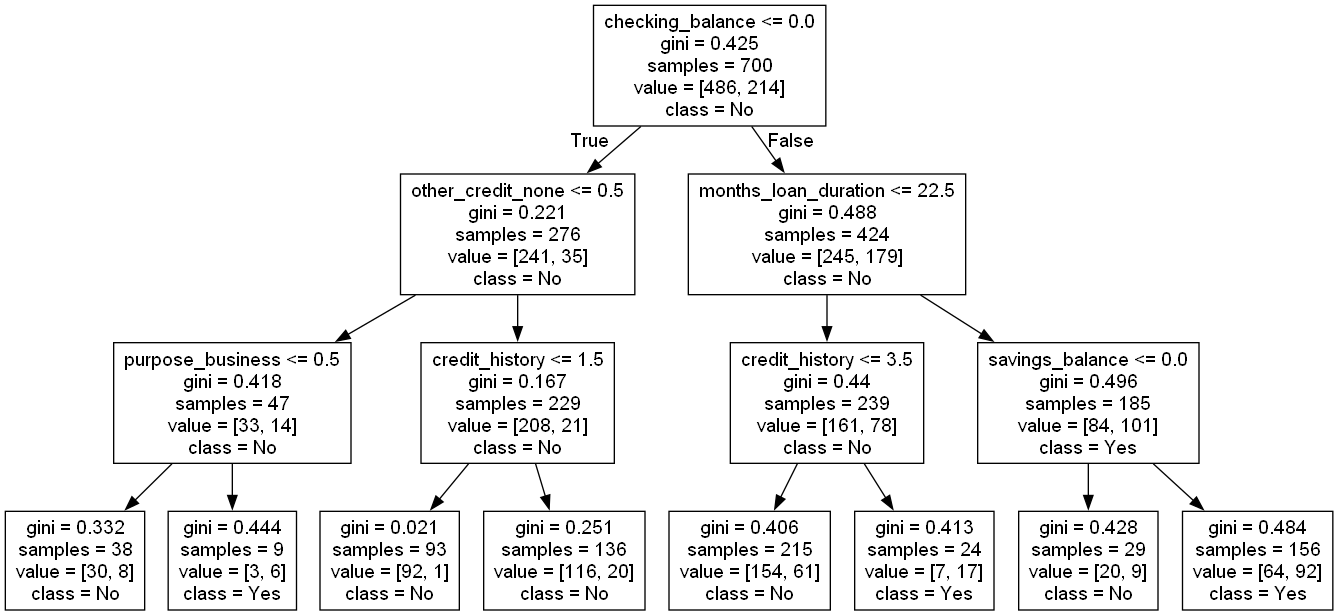 checking_balance <= 0.0
gini = 0.425
samples = 700
value = [486, 214]
class = No
True
False
other_credit_none <= 0.5
gini = 0.221
samples = 276
value = [241, 35]
class = No
months_loan_duration <= 22.5
gini = 0.488
samples = 424
value = [245, 179]
class = No
purpose_business <= 0.5
gini = 0.418
samples = 47
value = [33, 14]
class = No
credit_history <= 1.5
gini = 0.167
samples = 229
value = [208, 21]
class = No
credit_history <= 3.5
gini = 0.44
samples = 239
value = [161, 78]
class = No
savings_balance <= 0.0
gini = 0.496
samples = 185
value = [84, 101]
class = Yes
gini = 0.332
samples = 38
value = [30, 8]
class = No
gini = 0.444
samples = 9
value = [3, 6]
class = Yes
gini = 0.021
samples = 93
value = [92, 1]
class = No
gini = 0.251
samples = 136
value = [116, 20]
class = No
gini = 0.406
samples = 215
value = [154, 61]
class = No
gini = 0.413
samples = 24
value = [7, 17]
class = Yes
gini = 0.428
samples = 29
value = [20, 9]
class = No
gini = 0.484
samples = 156
value = [64, 92]
class = Yes